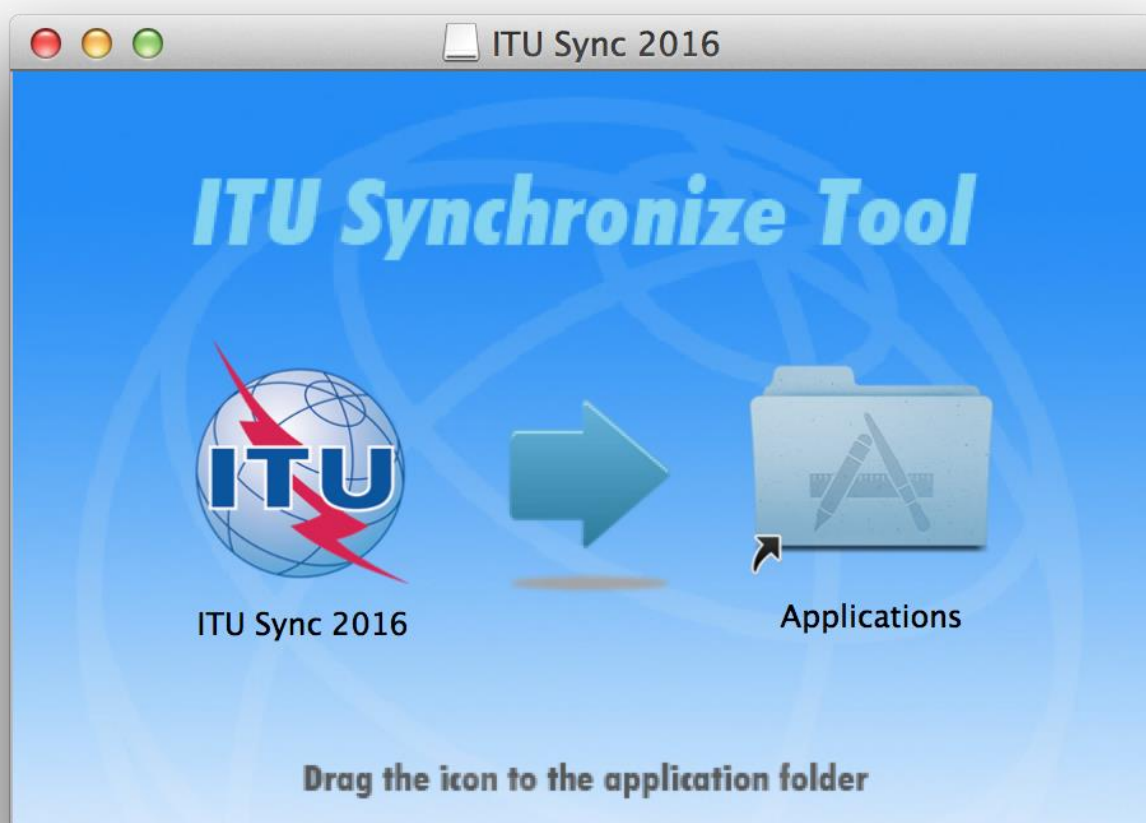 ITU Sync 2016
ITU Synchronize Tool
ITU
ITU Sync 2016
Applications
Drag the icon to the application folder